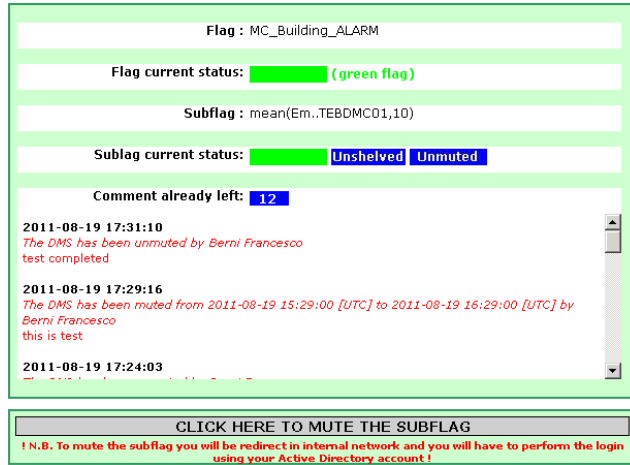 Flag : MC_Building_ALARM
Flag current status: (green flag)
Subflag : mean(Em..TEBDMC01,10)
Sublag current status: Unshelved Unmuted
Comment already left: 12
2011-08-19 17:31:10
The DMS has been unmuted by Berni Francesco
test completed
2011-08-19 17:29:16
The DMS has been muted from 2011-08-19 15:29:00 [UTC] to 2011-08-19 16:29:00 [UTC] by
Berni Francesco
this is test
2011-08-19 17:24:03
CLICK HERE TO MUTE THE SUBFLAG
! N.B. To mute the subflag you will be redirect in internal network and you will have to perform the login
using your Active Directory account !